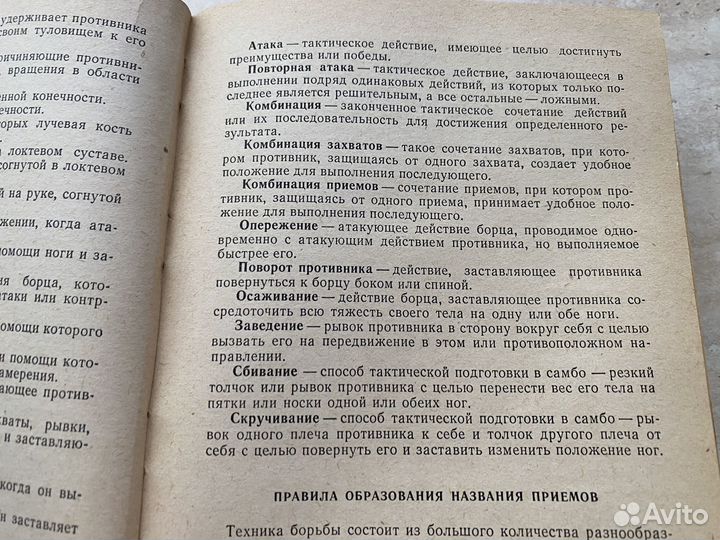 удерживает противника
своим туловищем к его
причиняющие противни-
вращения в области
конечности.
лучевая кость
локтевом суставе.
согнутой в локтевом
на руке, согнутой
когда ата-
помощи ноги и за-
борца, кото-
атаки или контр-
помощи которого
и помощи кото-
намерения.
против-
захваты, рывки,
и заставляю-
когда он вы-
заставляет
Атака — тактическое действие, имеющее целью достигнуть
преимущества или победы.
Повторная атака — тактическое действие, заключающееся в
выполнении подряд одинаковых действий, из которых только по-
следнее является решительным, а все остальные — ложными.
Комбинация — законченное тактическое сочетание действий
или их последовательность для достижения определенного ре-
зультата.
Комбинация захватов — такое сочетание захватов, при кото-
ром противник, защищаясь от одного захвата, создает удобное
положение для выполнения последующего.
Комбинация приемов — сочетание приемов, при котором про-
тивник, защищаясь от одного приема, принимает удобное поло-
жение для выполнения последующего.
Опережение — атакующее действие борца, проводимое одно-
временно с атакующим действием противника, но выполняемое
быстрее его.
Поворот противника — действие, заставляющее противника
повернуться к борцу боком или спиной.
Осаживание — действие борца, заставляющее противника со-
средоточить всю тяжесть своего тела на одну или обе ноги.
Заведение — рывок противника в сторону вокруг себя с целью
вызвать его на передвижение в этом или противоположном на-
правлении.
Сбивание — способ тактической подготовки в самбо — резкий
толчок или рывок противника с целью перенести вес его тела на
пятки или носки одной или обеих ног.
Скручивание — способ тактической подготовки в самбо — ры-
вок одного плеча противника к себе и толчок другого плеча от
себя с целью повернуть его и заставить изменить положение ног.
ПРАВИЛА ОБРАЗОВАНИЯ НАЗВАНИЯ ПРИЕМОВ
Техника борьбы состоит из большого количества разнообраз-
Avito